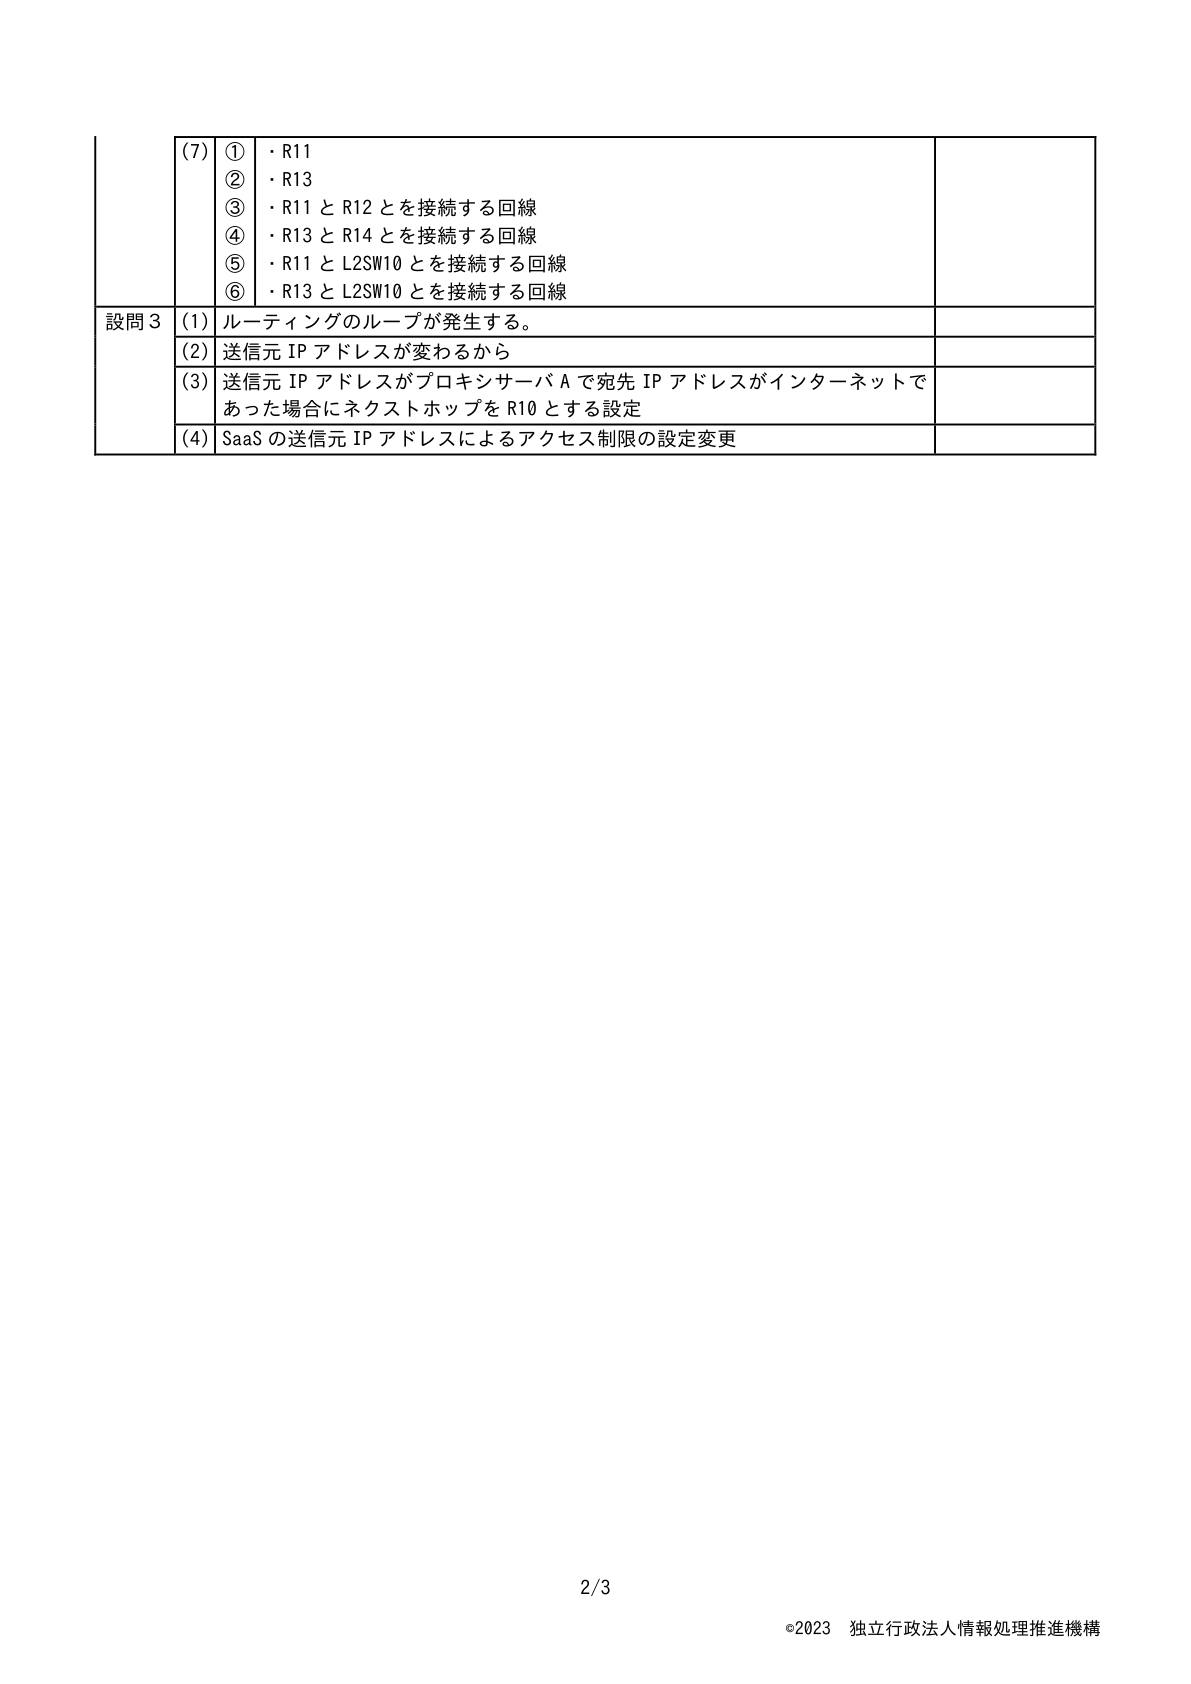 (7) ① ・R11
② ・R13
③ ・R11 と R12 とを接続する回線
④ ・R13 と R14 とを接続する回線
⑤ ・R11 と L2SW10 とを接続する回線
⑥ ・R13 と L2SW10 とを接続する回線
設問３ (1) ルーティングのループが発生する。
(2) 送信元 IP アドレスが変わるから
(3) 送信元 IP アドレスがプロキシサーバ A で宛先 IP アドレスがインターネットで
あった場合にネクストホップを R10 とする設定
(4) SaaS の送信元 IP アドレスによるアクセス制限の設定変更
2/3
©2023　独立行政法人情報処理推進機構